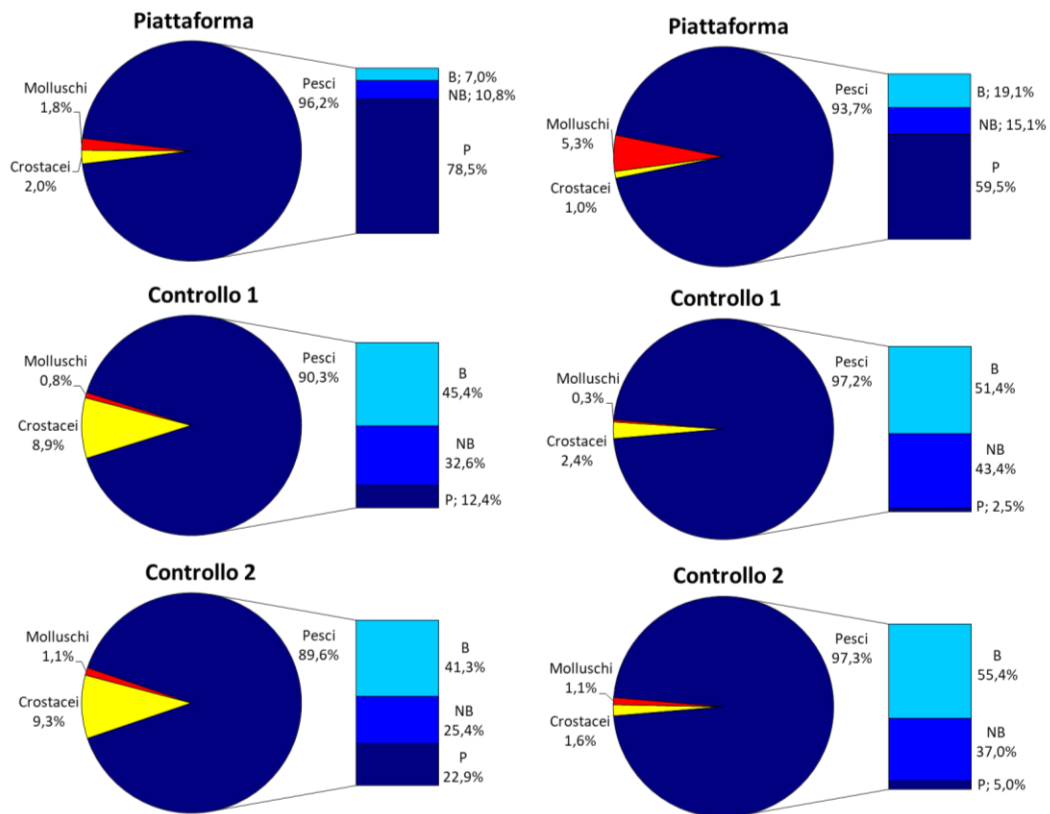 Piattaforma
Molluschi
1,8%
Crostacei
2,0%
Pesci
96,2%
B; 7,0%
NB; 10,8%
P
78,5%
Piattaforma
Molluschi
5,3%
Crostacei
1,0%
Pesci
93,7%
B; 19,1%
NB; 15,1%
P
59,5%
Controllo 1
Molluschi
0,8%
Crostacei
8,9%
Pesci
90,3%
B
45,4%
NB
32,6%
P; 12,4%
Controllo 1
Molluschi
0,3%
Crostacei
2,4%
Pesci
97,2%
B
51,4%
NB
43,4%
P; 2,5%
Controllo 2
Molluschi
1,1%
Crostacei
9,3%
Pesci
89,6%
B
41,3%
NB
25,4%
P
22,9%
Controllo 2
Molluschi
1,1%
Crostacei
1,6%
Pesci
97,3%
B
55,4%
NB
37,0%
P; 5,0%